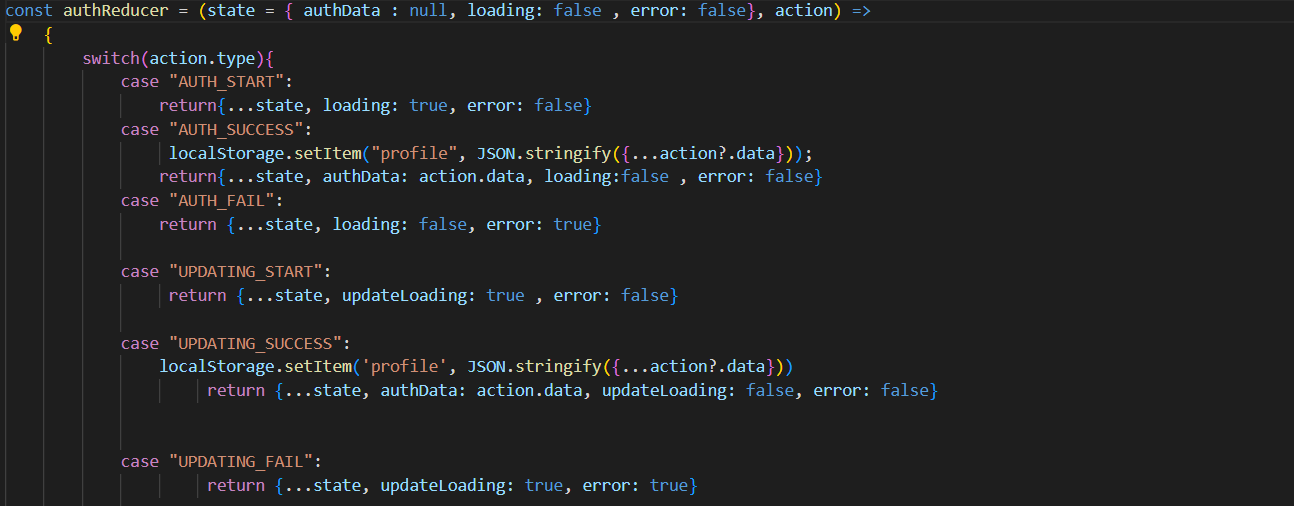 const authReducer = (state = { authData : null, loading: false , error: false}, action) =>
{
switch(action.type){
case "AUTH_START":
return{...state, loading: true, error: false}
case "AUTH_SUCCESS":
localStorage.setItem("profile", JSON.stringify({...action?.data}));
return{...state, authData: action.data, loading:false , error: false}
case "AUTH_FAIL":
return {...state, loading: false, error: true}
case "UPDATING_START":
return {...state, updateLoading: true , error: false}
case "UPDATING_SUCCESS":
localStorage.setItem('profile', JSON.stringify({...action?.data}))
return {...state, authData: action.data, updateLoading: false, error: false}
case "UPDATING_FAIL":
return {...state, updateLoading: true, error: true}